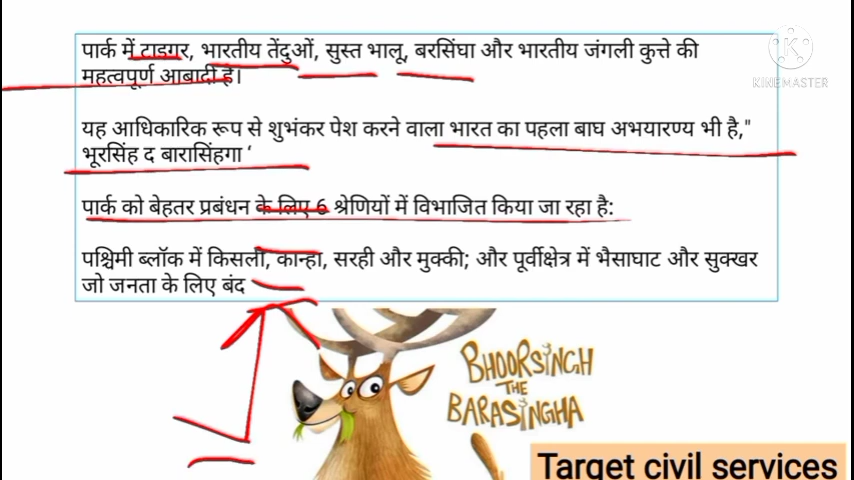 पार्क में टाइगर, भारतीय तेंदुओं, सुस्त भालू, बरसिंघा और भारतीय जंगली कुत्ते की
महत्वपूर्ण आबादी है।
यह आधिकारिक रूप से शुभंकर पेश करने वाला भारत का पहला बाघ अभयारण्य भी है,"
भूरसिंह द बारासिंहगा ‘
पार्क को बेहतर प्रबंधन के लिए 6 श्रेणियों में विभाजित किया जा रहा है:
पश्चिमी ब्लॉक में किसली, कान्हा, सरही और मुक्की; और पूर्वीक्षेत्र में भैसाघाट और सुक्खर
जो जनता के लिए बंद
K
KINEMASTER
BHOORSINGH
THE
BARASINGHA
Target civil services